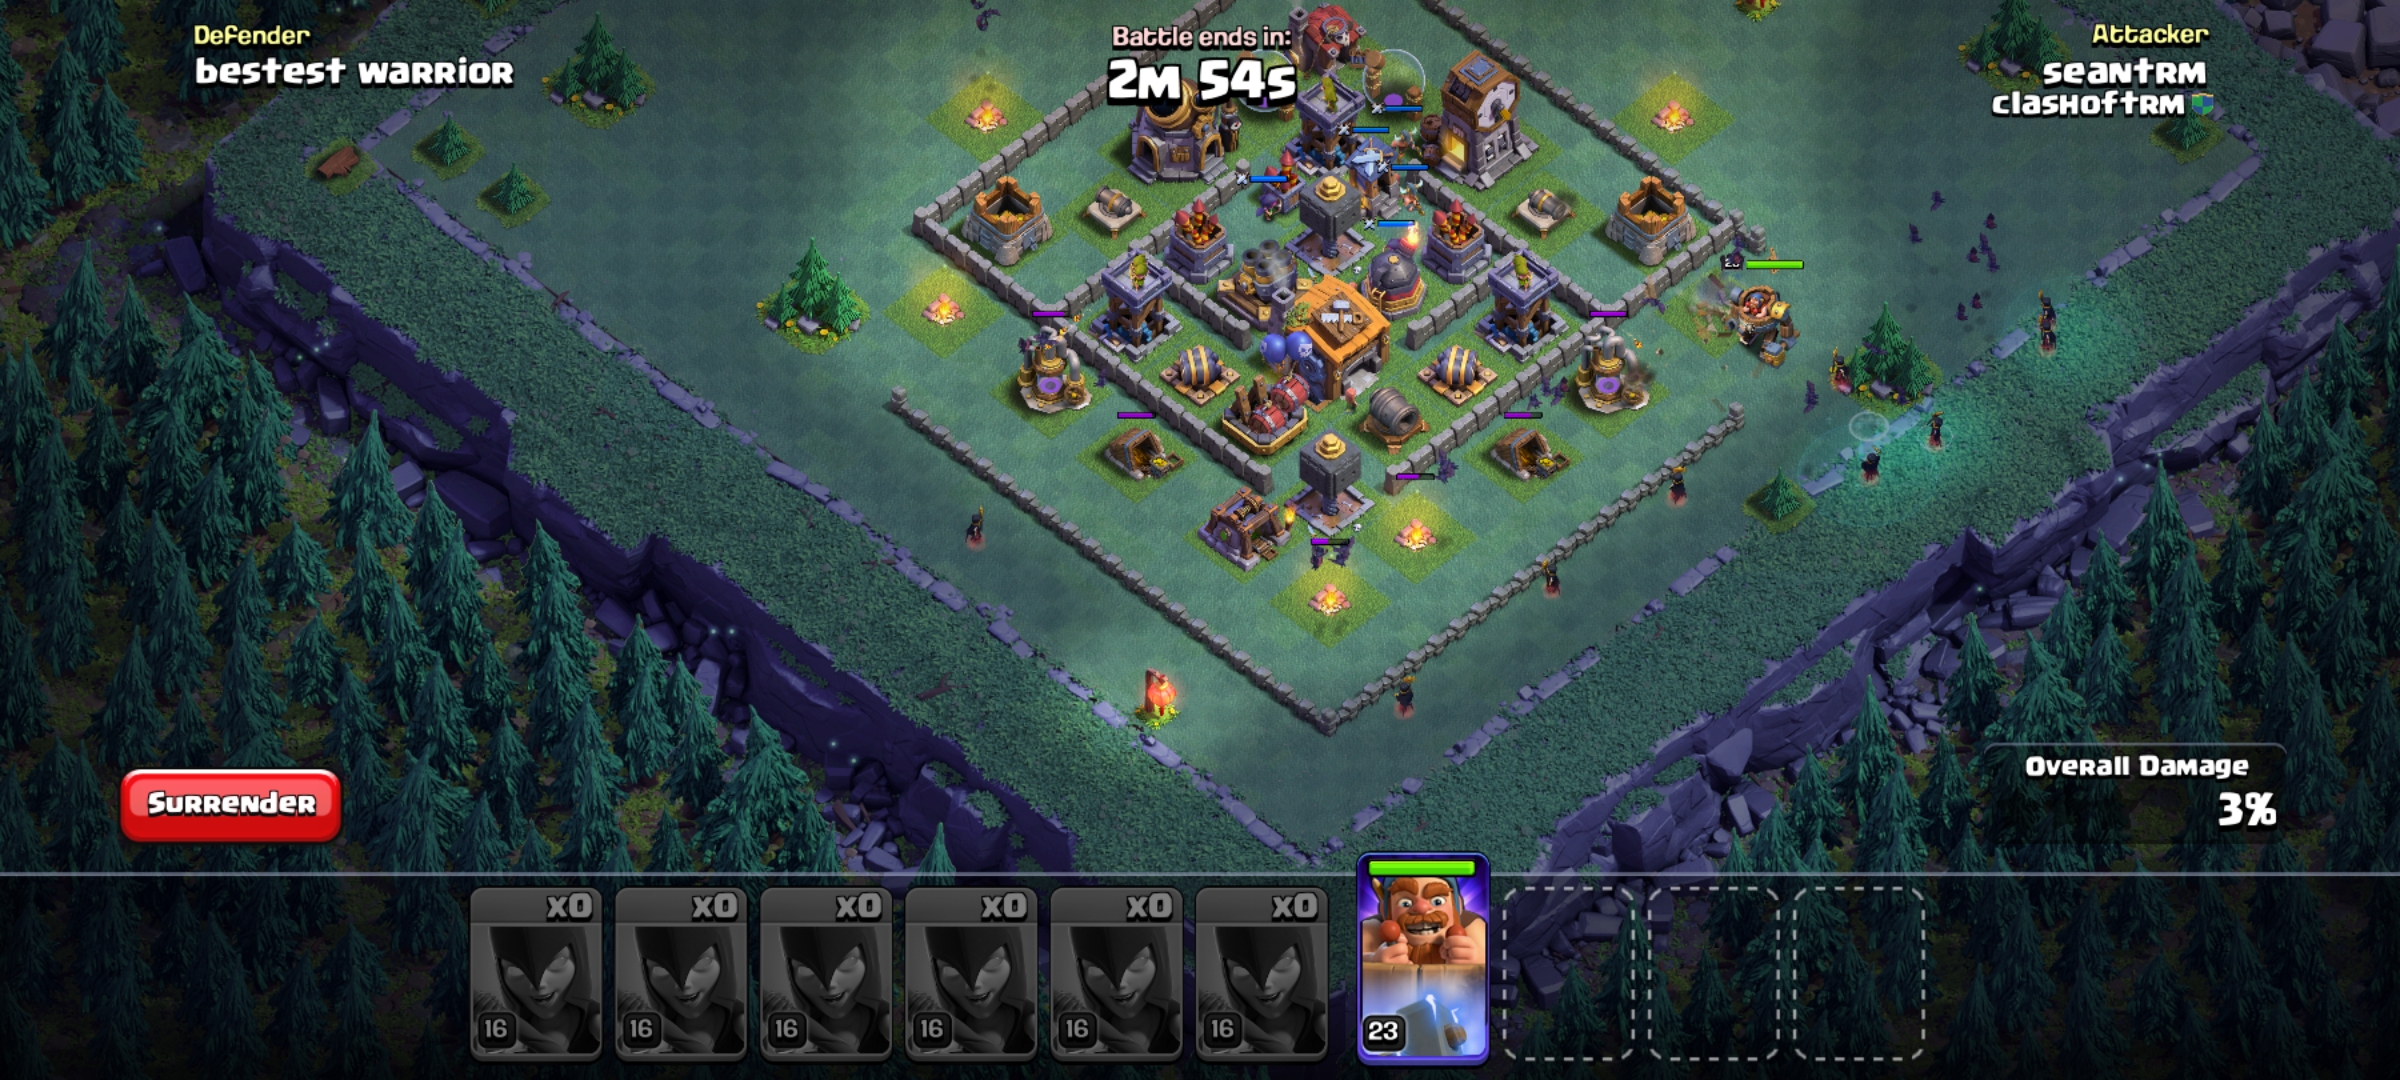 Defender
bestest warrior
Battle ends in:
2M 54s
Attacker
seantrm
clashoftrm
Surrender
Overall Damage
3%
x0
x0
x0
x0
x0
x0
16
16
16
16
16
16
23